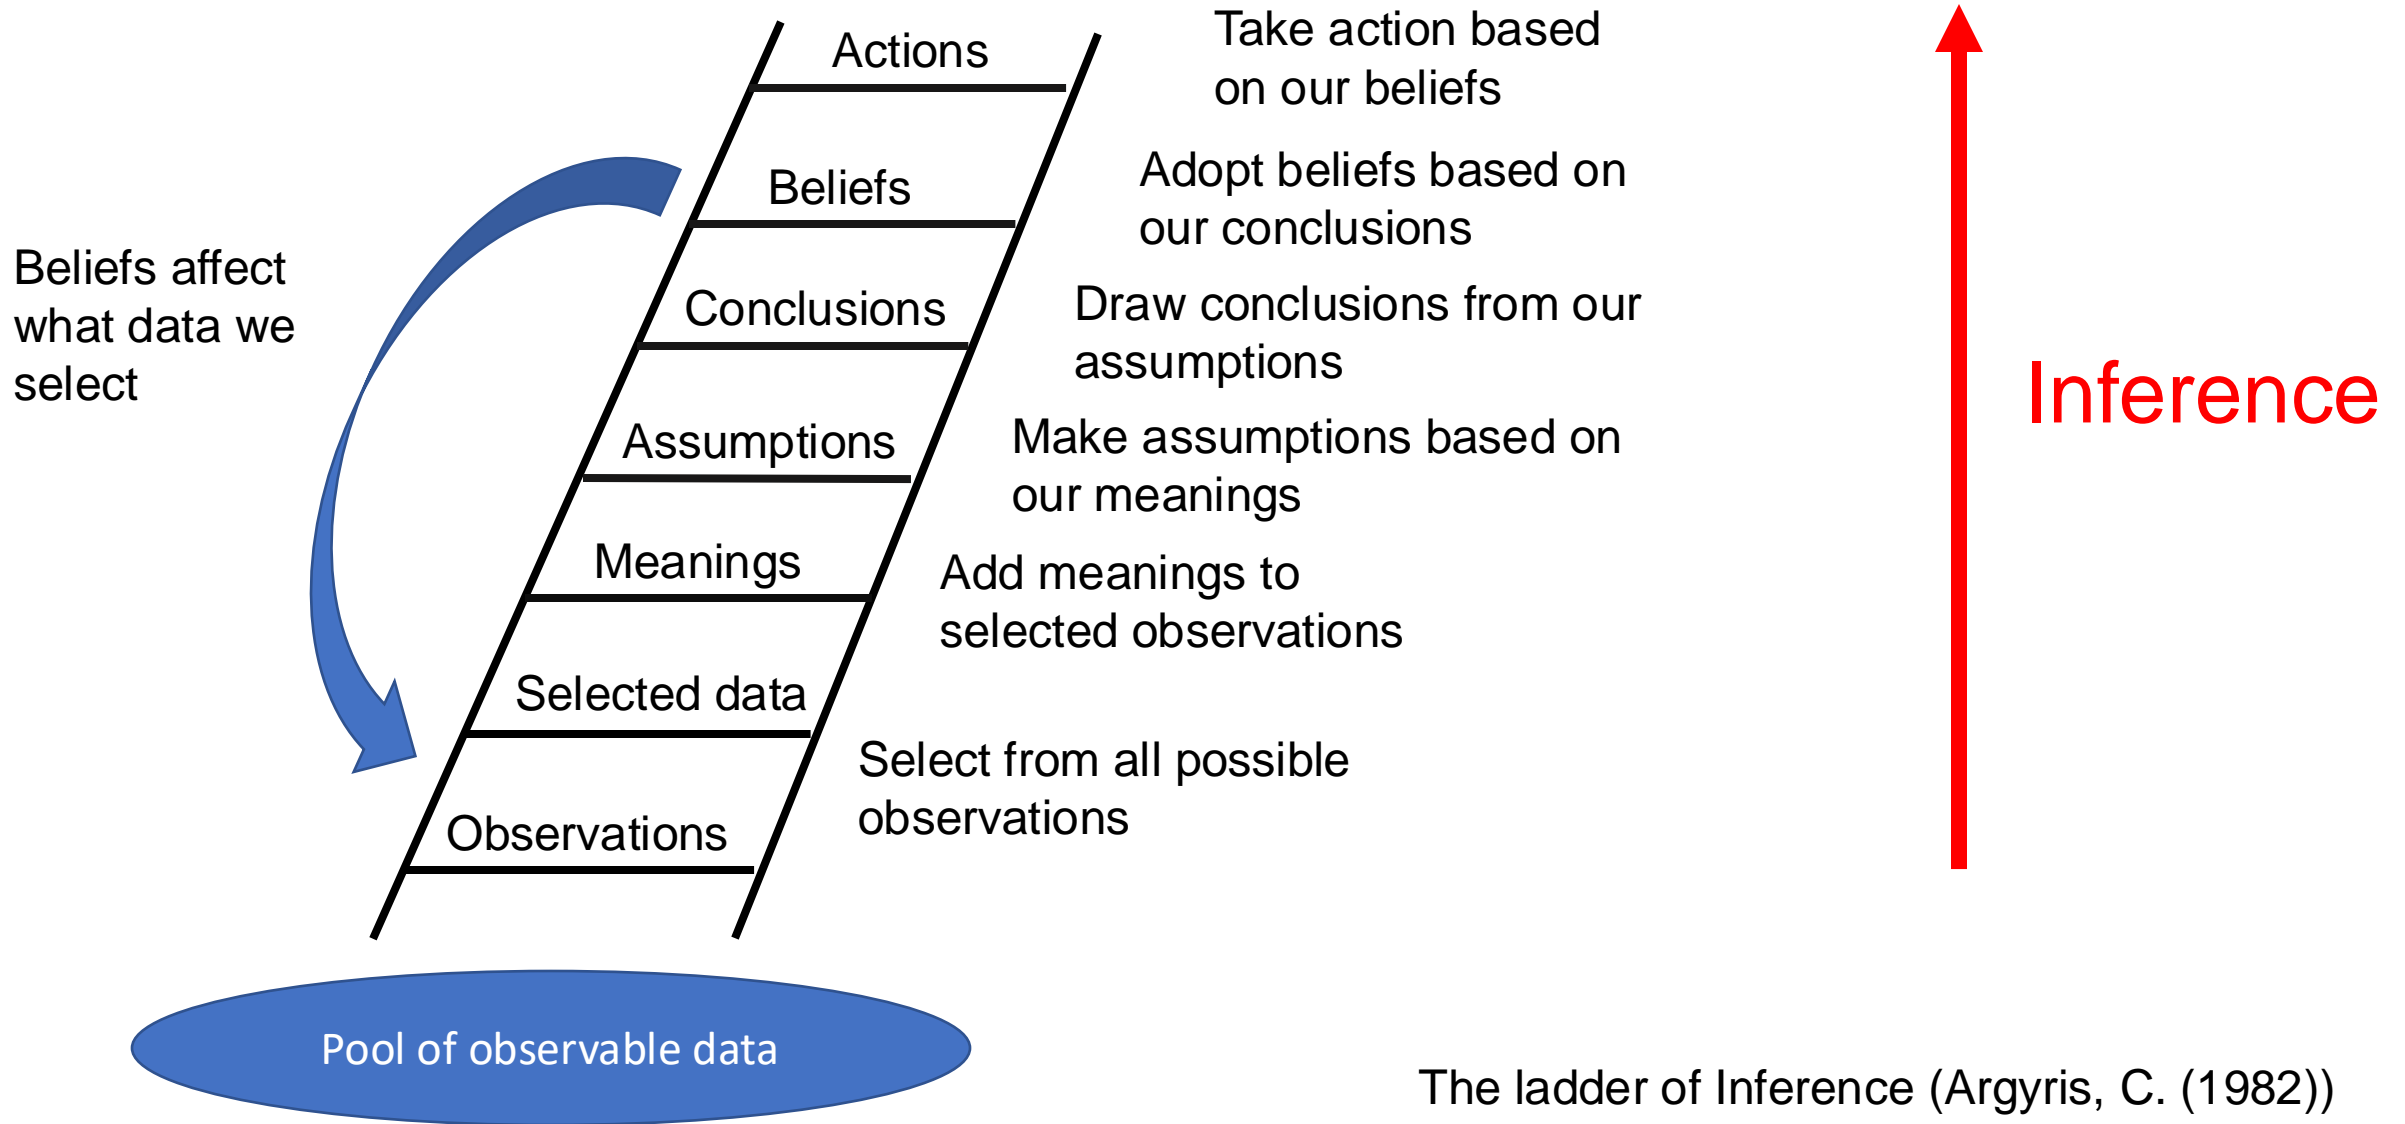 Actions
Take action based
on our beliefs
Beliefs
Adopt beliefs based on
our conclusions
Beliefs affect
what data we
select
Conclusions
Draw conclusions from our
assumptions
Inference
Assumptions
Make assumptions based on
our meanings
Meanings
Add meanings to
selected observations
Selected data
Select from all possible
observations
Observations
Pool of observable data
The ladder of Inference (Argyris, C. (1982))